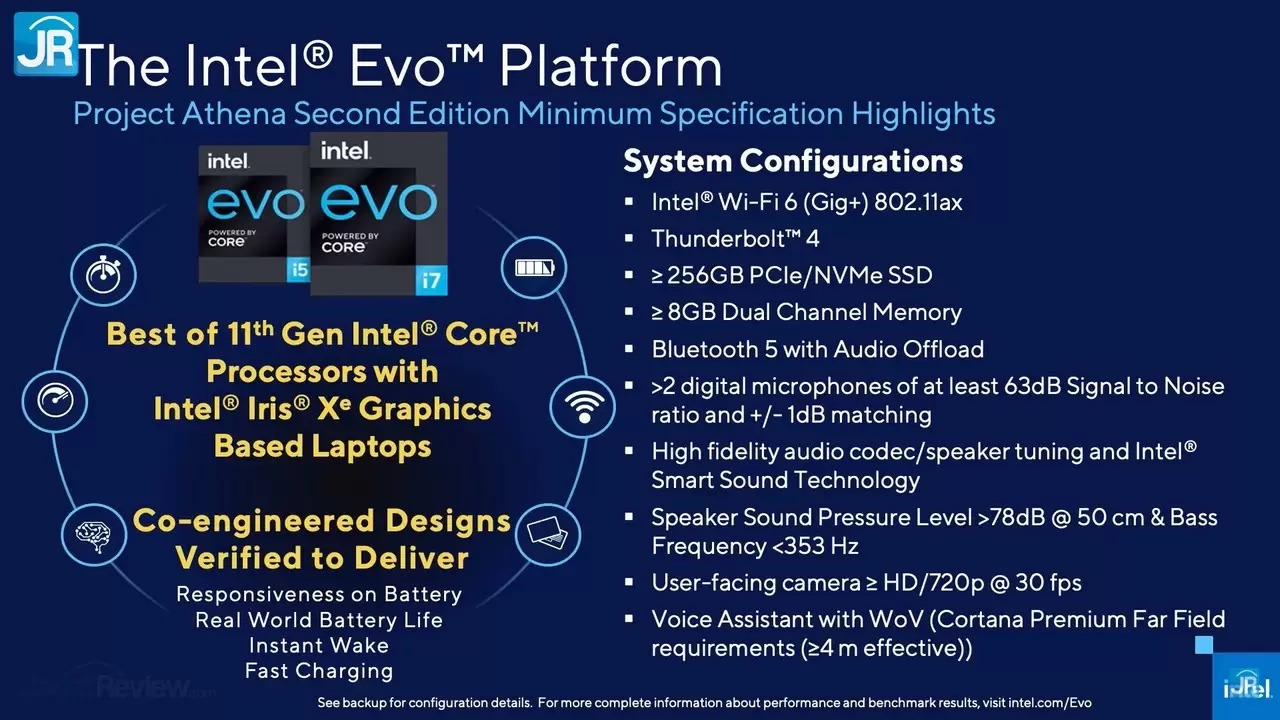 JR
The Intel® Evo™ Platform
Project Athena Second Edition Minimum Specification Highlights
intel.
evo
POWERED BY
CORE™
i5
intel.
evo
POWERED BY
CORE™
i7
Best of 11th Gen Intel® Core™
Processors with
Intel® Iris® Xe Graphics
Based Laptops
Co-engineered Designs
Verified to Deliver
Responsiveness on Battery
Real World Battery Life
Instant Wake
Fast Charging
System Configurations
▪ Intel® Wi-Fi 6 (Gig+) 802.11ax
▪ Thunderbolt™ 4
▪ ≥ 256GB PCIe/NVMe SSD
▪ ≥ 8GB Dual Channel Memory
▪ Bluetooth 5 with Audio Offload
▪ >2 digital microphones of at least 63dB Signal to Noise
ratio and +/- 1dB matching
▪ High fidelity audio codec/speaker tuning and Intel®
Smart Sound Technology
▪ Speaker Sound Pressure Level >78dB @ 50 cm & Bass
Frequency <353 Hz
▪ User-facing camera ≥ HD/720p @ 30 fps
▪ Voice Assistant with WoV (Cortana Premium Far Field
requirements (≥4 m effective))
Review.com
See backup for configuration details. For more complete information about performance and benchmark results, visit intel.com/Evo
JR